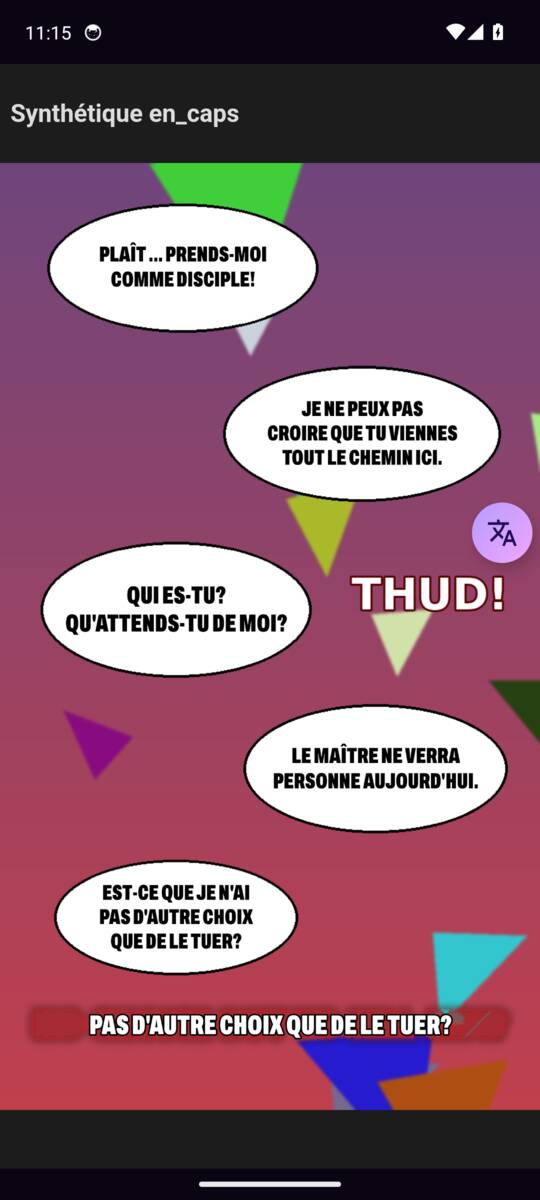 11:15
Synthétique en_caps
PLAÎT... PRENDS-MOI
COMME DISCIPLE!
JE NE PEUX PAS
CROIRE QUE TU VIENNES
TOUT LE CHEMIN ICI.
QUI ES-TU?
QU'ATTENDS-TU DE MOI?
THUD!
LE MAÎTRE NE VERRA
PERSONNE AUJOURD'HUI.
EST-CE QUE JE N'AI
PAS D'AUTRE CHOIX
QUE DE LE TUER?
PAS D'AUTRE CHOIX QUE DE LE TUER?